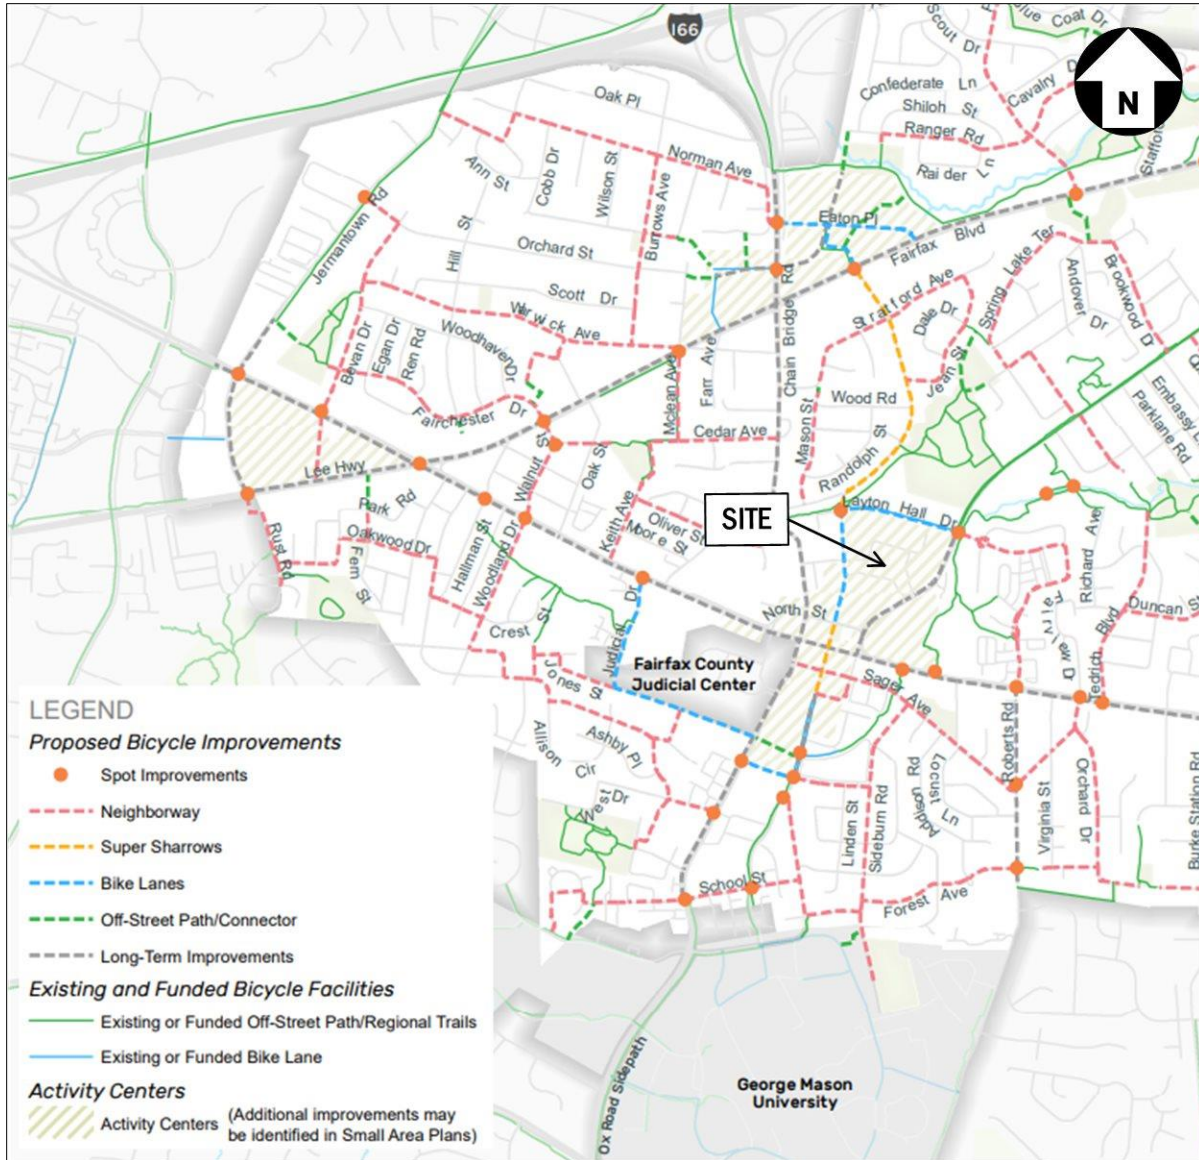 I66
Scout Dr
Blue Coat Dr
N
Oak Pl
Confederate Ln
Cavalry D
Shiloh St
Ranger Rd
Stafford
Norman Ave
Ann St
Cobb Dr
Wilson St
Raider Ln
Burrows Ave
Jermantown Rd
Eaton Pl
Hill St
Orchard St
Fairfax Blvd
Spring Lake Ter
Scott Dr
Chain Bridge Rd
Stratford Ave
Andover Dr
Brookwood Dr
Warwick Ave
Dale Dr
Bevan Dr
Egan Dr
Ren Rd
Woodhaven Dr
Mclean Ave
Farr Ave
Jean St
Wood Rd
Embassy
Parklane Rd
Fairchester Dr
Cedar Ave
Mason St
Randolph St
Lee Hwy
Walnut St
Oak St
Park Rd
Keith Ave
Oliver St
Moore St
SITE
Layton Hall Dr
Rust Rd
Oakwood Dr
Fern St
Hallman St
Woodland Dr
Richard Ave
Judicial Dr
North St
Fairview Dr
Duncan St
Crest St
Fairfax County
Judicial Center
Tedrich Blvd
Jones St
Sager Ave
LEGEND
Proposed Bicycle Improvements
Spot Improvements
Neighborway
Super Sharrows
Bike Lanes
Off-Street Path/Connector
Long-Term Improvements
Existing and Funded Bicycle Facilities
Existing or Funded Off-Street Path/Regional Trails
Existing or Funded Bike Lane
Activity Centers
Activity Centers (Additional improvements may
be identified in Small Area Plans)
Allison Cir
Ashby Pl
West Dr
Roberts Rd
Linden St
Sideburn Rd
Addison Rd
Locust Ln
Virginia St
Orchard Dr
Burke Station Rd
School St
Forest Ave
Ox Road Sidepath
George Mason
University